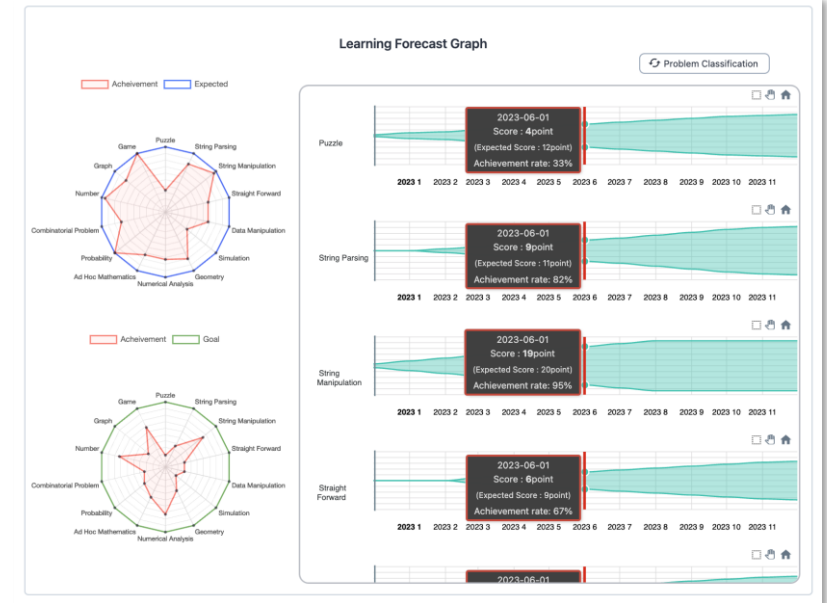 Learning Forecast Graph
Problem Classification
Acheivement Expected
Puzzle
String Parsing
String Manipulation
Straight Forward
Data Manipulation
Simulation
Geometry
Numerical Analysis
Ad Hoc Mathematics
Probability
Combinatorial Problem
Number
Graph
Game
Acheivement Goal
Puzzle
String Parsing
String Manipulation
Straight Forward
Data Manipulation
Simulation
Geometry
Numerical Analysis
Ad Hoc Mathematics
Probability
Combinatorial Problem
Number
Graph
Game
Puzzle
2023-06-01
Score : 4point
(Expected Score : 12point)
Achievement rate: 33%
2023 1 2023 2 2023 3 2023 4 2023 5 2023 6 2023 7 2023 8 2023 9 2023 10 2023 11
String Parsing
2023-06-01
Score : 9point
(Expected Score : 11point)
Achievement rate: 82%
2023 1 2023 2 2023 3 2023 4 2023 5 2023 6 2023 7 2023 8 2023 9 2023 10 2023 11
String
Manipulation
2023-06-01
Score : 19point
(Expected Score : 20point)
Achievement rate: 95%
2023 1 2023 2 2023 3 2023 4 2023 5 2023 6 2023 7 2023 8 2023 9 2023 10 2023 11
Straight
Forward
2023-06-01
Score : 6point
(Expected Score : 9point)
Achievement rate: 67%
2023 1 2023 2 2023 3 2023 4 2023 5 2023 6 2023 7 2023 8 2023 9 2023 10 2023 11
2023-06-01